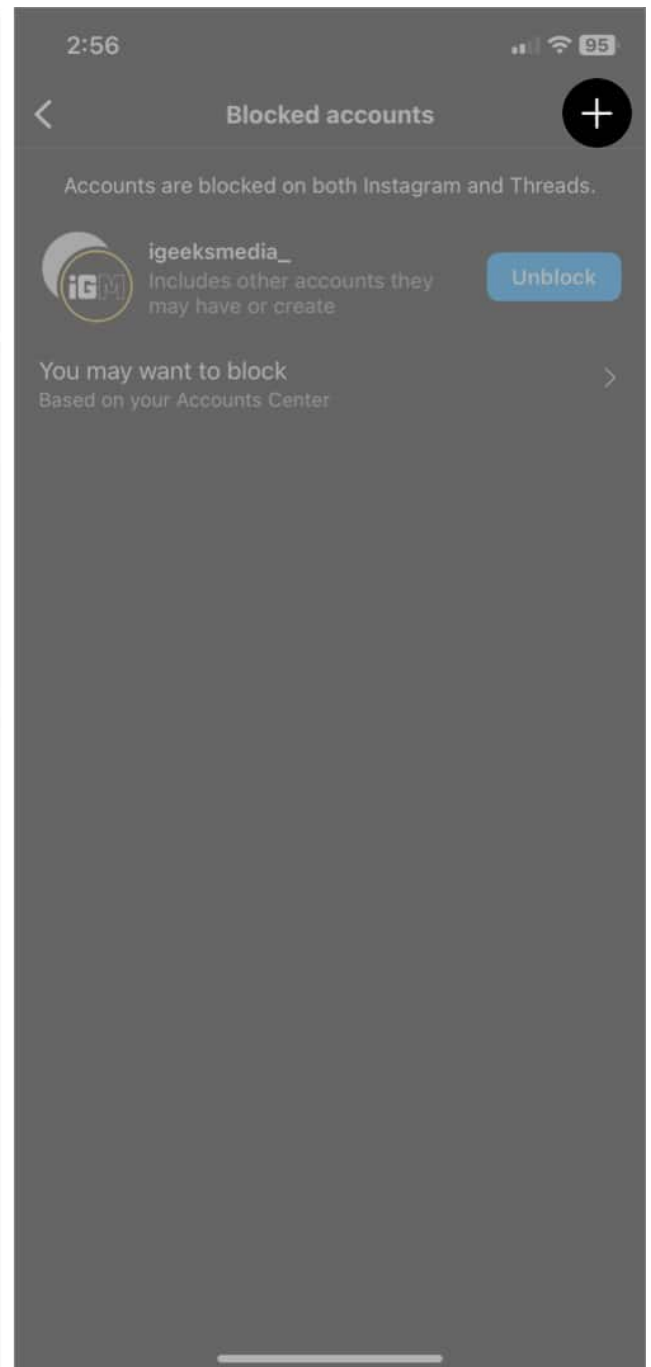 2:56 95
Blocked accounts
Accounts are blocked on both Instagram and Threads.
igeeksmedia_
Includes other accounts they
may have or create
Unblock
iGM
You may want to block
Based on your Accounts Center